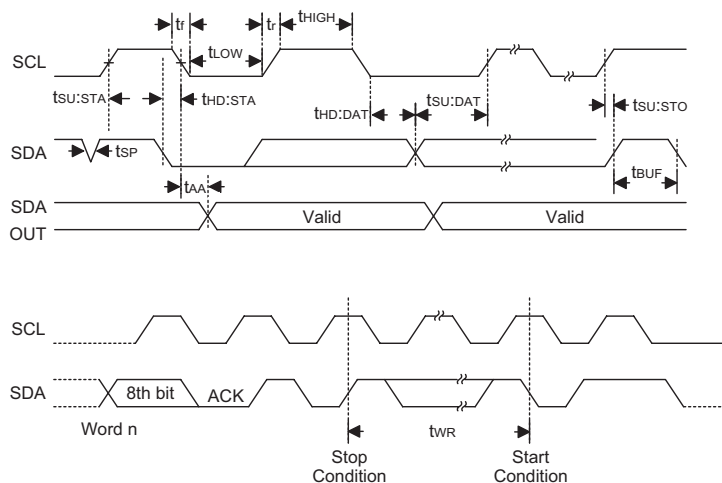 tf tr tHIGH
SCL tLOW
tSU:STA tHD:STA tHD:DAT tSU:DAT tSU:STO
SDA tSP tBUF
tAA
SDA
OUT Valid Valid
SCL
SDA 8th bit ACK
Word n tWR
Stop
Condition
Start
Condition